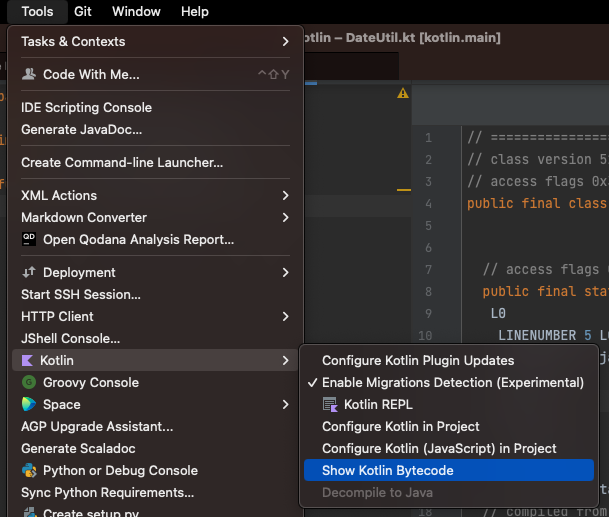 Tools Git Window Help
otlin – DateUtil.kt [kotlin.main]
Tasks & Contexts
Code With Me... ^⇧Y
IDE Scripting Console
Generate JavaDoc...
Create Command-line Launcher...
XML Actions
Markdown Converter
QD Open Qodana Analysis Report...
Deployment
Start SSH Session...
HTTP Client
JShell Console...
Kotlin
G Groovy Console
Space
AGP Upgrade Assistant...
Generate Scaladoc
Python or Debug Console
Sync Python Requirements...
Create setup.py
Configure Kotlin Plugin Updates
✓ Enable Migrations Detection (Experimental)
Kotlin REPL
Configure Kotlin in Project
Configure Kotlin (JavaScript) in Project
Show Kotlin Bytecode
Decompile to Java
1 // ================
2 // class version 5
3 // access flags 0x
4 public final class
5
6
7 // access flags
8 public final sta
9 L0
10 LINENUMBER 5 L
18 // compiled from